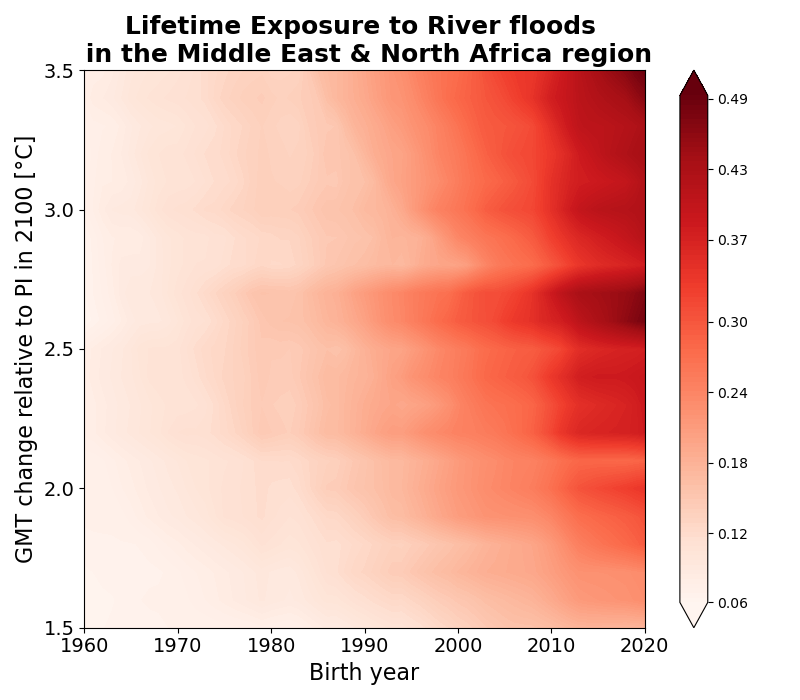 Lifetime Exposure to River floods
in the Middle East & North Africa region
GMT change relative to PI in 2100 [°C]
3.5
3.0
2.5
2.0
1.5
1960 1970 1980 1990 2000 2010 2020
Birth year
0.49
0.43
0.37
0.30
0.24
0.18
0.12
0.06